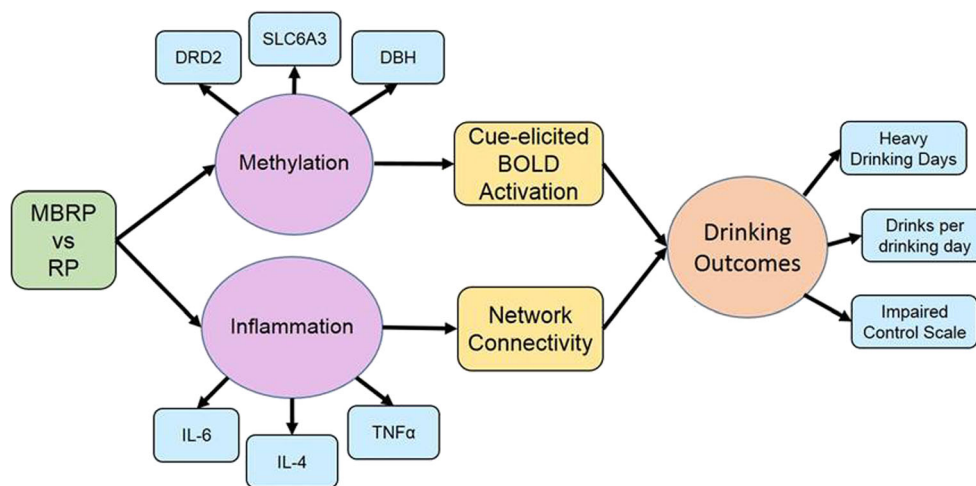 DRD2
SLC6A3
DBH
Methylation
Cue-elicited
BOLD
Activation
MBRP
vs
RP
Inflammation
Network
Connectivity
IL-6
IL-4
TNFα
Drinking
Outcomes
Heavy
Drinking Days
Drinks per
drinking day
Impaired
Control Scale